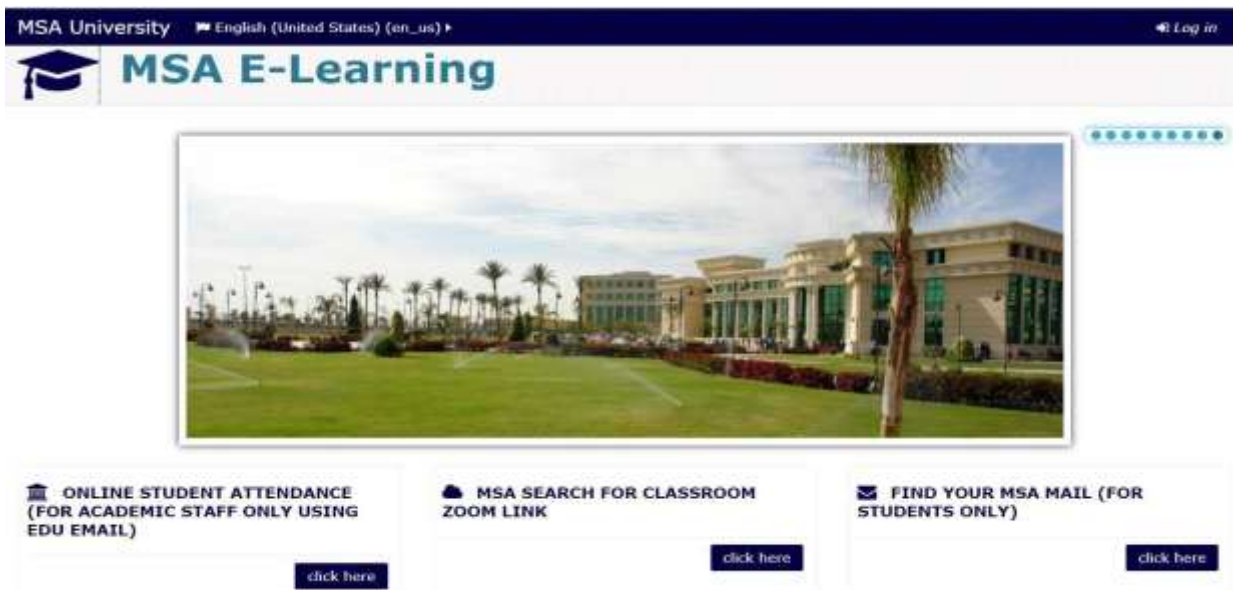 MSA University English (United States) (en_us) Log in
MSA E-Learning
ONLINE STUDENT ATTENDANCE
(FOR ACADEMIC STAFF ONLY USING
EDU EMAIL)
click here
MSA SEARCH FOR CLASSROOM
ZOOM LINK
click here
FIND YOUR MSA MAIL (FOR
STUDENTS ONLY)
click here